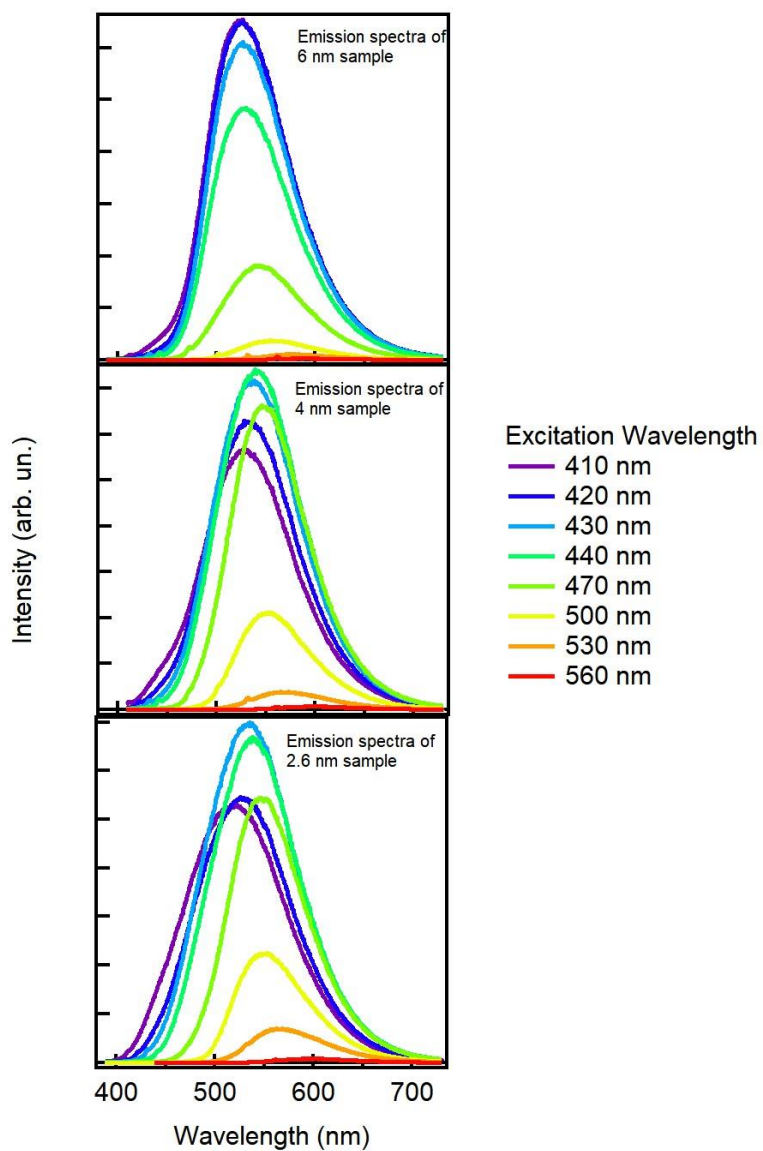 Emission spectra of
6 nm sample
Emission spectra of
4 nm sample
Emission spectra of
2.6 nm sample
Intensity (arb. un.)
400 500 600 700
Wavelength (nm)
Excitation Wavelength
410 nm
420 nm
430 nm
440 nm
470 nm
500 nm
530 nm
560 nm